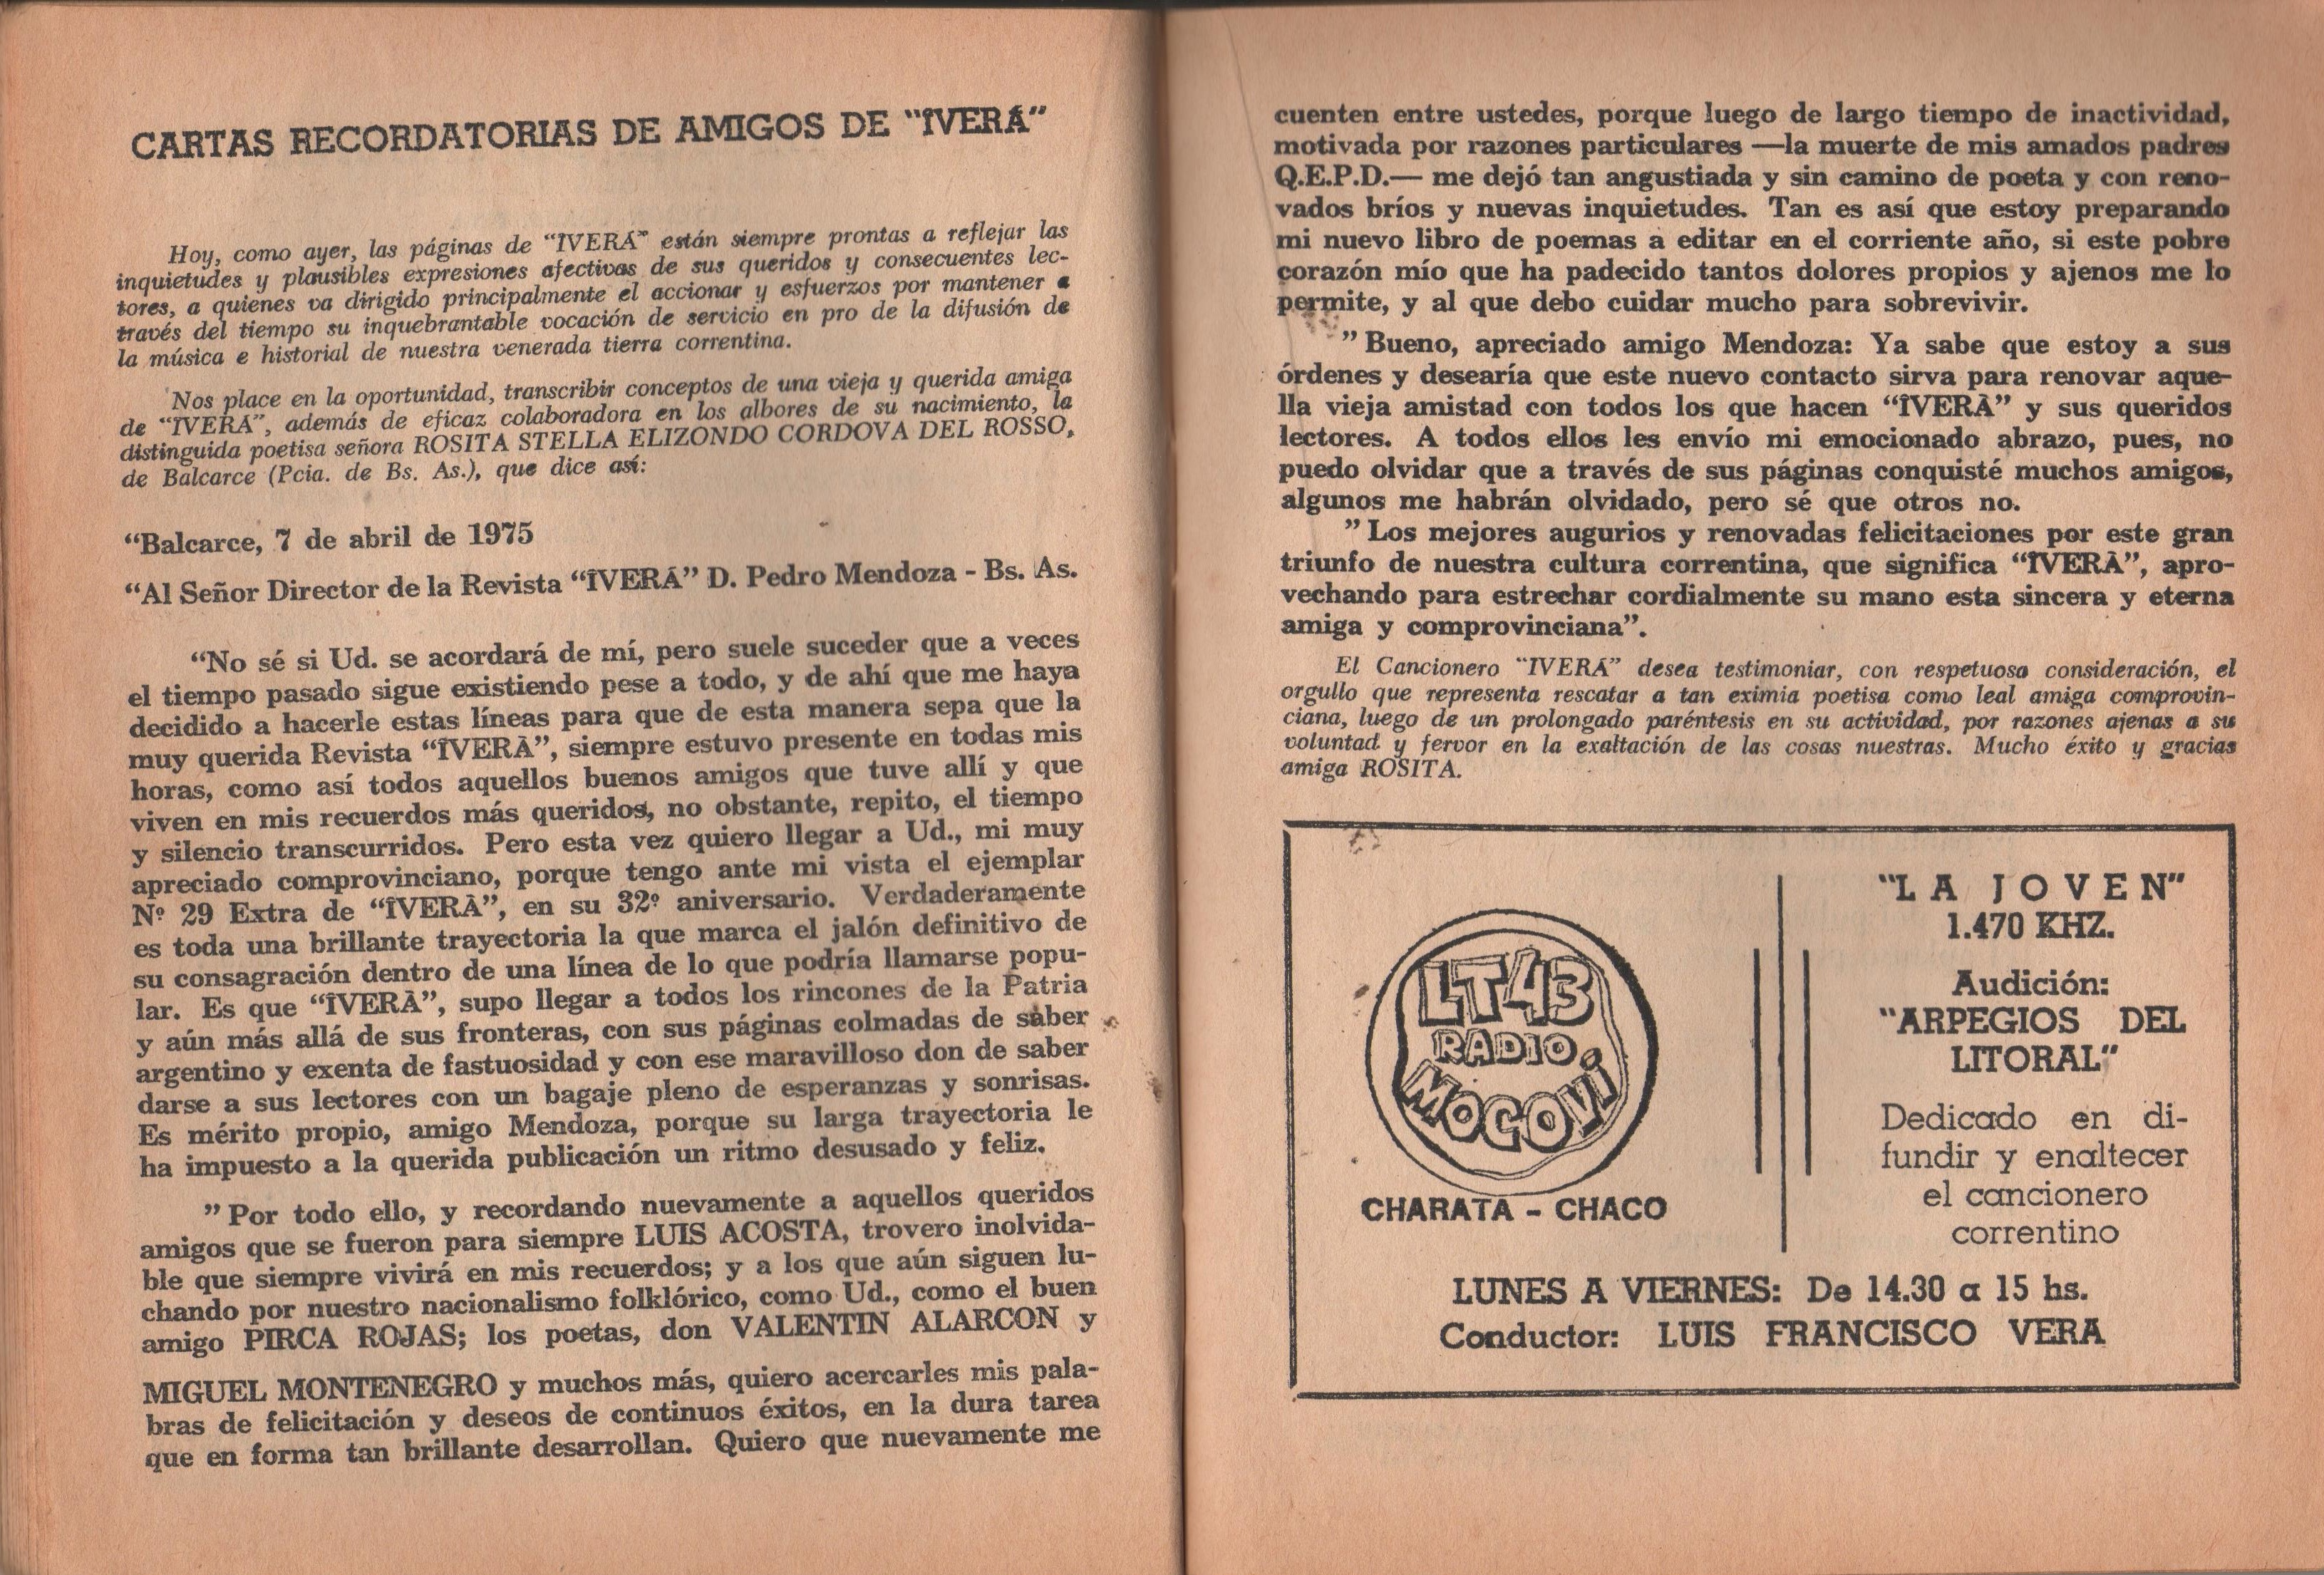 CARTAS RECORDATORIAS DE AMIGOS DE "ÎVERÁ"
Hoy, como ayer, las páginas de "ÎVERÁ" están siempre prontas a reflejar las
inquietudes y plausibles expresiones afectivas de sus queridos y consecuentes lec-
tores, a quienes va dirigido principalmente el accionar y esfuerzos por mantener a
través del tiempo su inquebrantable vocación de servicio en pro de la difusión de
la música e historial de nuestra venerada tierra correntina.
Nos place en la oportunidad, transcribir conceptos de una vieja y querida amiga
de "ÎVERÁ", además de eficaz colaboradora en los albores de su nacimiento, la
distinguida poetisa señora ROSITA STELLA ELIZONDO CORDOVA DEL ROSSO,
de Balcarce (Pcia. de Bs. As.), que dice así:
"Balcarce, 7 de abril de 1975
"Al Señor Director de la Revista "ÎVERÁ" D. Pedro Mendoza - Bs. As.
"No sé si Ud. se acordará de mí, pero suele suceder que a veces
el tiempo pasado sigue existiendo pese a todo, y de ahí que me haya
decidido a hacerle estas líneas para que de esta manera sepa que la
muy querida Revista "ÎVERÀ", siempre estuvo presente en todas mis
horas, como así todos aquellos buenos amigos que tuve allí y que
viven en mis recuerdos más queridos, no obstante, repito, el tiempo
y silencio transcurridos. Pero esta vez quiero llegar a Ud., mi muy
apreciado comprovinciano, porque tengo ante mi vista el ejemplar
Nº 29 Extra de "ÎVERÀ", en su 32º aniversario. Verdaderamente
es toda una brillante trayectoria la que marca el jalón definitivo de
su consagración dentro de una línea de lo que podría llamarse popu-
lar. Es que "ÎVERÀ", supo llegar a todos los rincones de la Patria
y aún más allá de sus fronteras, con sus páginas colmadas de saber
argentino y exenta de fastuosidad y con ese maravilloso don de saber
darse a sus lectores con un bagaje pleno de esperanzas y sonrisas.
Es mérito propio, amigo Mendoza, porque su larga trayectoria le
ha impuesto a la querida publicación un ritmo desusado y feliz.
" Por todo ello, y recordando nuevamente a aquellos queridos
amigos que se fueron para siempre LUIS ACOSTA, trovero inolvida-
ble que siempre vivirá en mis recuerdos; y a los que aún siguen lu-
chando por nuestro nacionalismo folklórico, como Ud., como el buen
amigo PIRCA ROJAS; los poetas, don VALENTIN ALARCON y
MIGUEL MONTENEGRO y muchos más, quiero acercarles mis pala-
bras de felicitación y deseos de continuos éxitos, en la dura tarea
que en forma tan brillante desarrollan. Quiero que nuevamente me
cuenten entre ustedes, porque luego de largo tiempo de inactividad,
motivada por razones particulares —la muerte de mis amados padres
Q.E.P.D.— me dejó tan angustiada y sin camino de poeta y con reno-
vados bríos y nuevas inquietudes. Tan es así que estoy preparando
mi nuevo libro de poemas a editar en el corriente año, si este pobre
corazón mío que ha padecido tantos dolores propios y ajenos me lo
permite, y al que debo cuidar mucho para sobrevivir.
" Bueno, apreciado amigo Mendoza: Ya sabe que estoy a sus
órdenes y desearía que este nuevo contacto sirva para renovar aque-
lla vieja amistad con todos los que hacen "ÎVERÀ" y sus queridos
lectores. A todos ellos les envío mi emocionado abrazo, pues, no
puedo olvidar que a través de sus páginas conquisté muchos amigos,
algunos me habrán olvidado, pero sé que otros no.
" Los mejores augurios y renovadas felicitaciones por este gran
triunfo de nuestra cultura correntina, que significa "ÎVERÀ", apro-
vechando para estrechar cordialmente su mano esta sincera y eterna
amiga y comprovinciana".
El Cancionero "IVERÁ" desea testimoniar, con respetuosa consideración, el
orgullo que representa rescatar a tan eximia poetisa como leal amiga comprovin-
ciana, luego de un prolongado paréntesis en su actividad, por razones ajenas a su
voluntad y fervor en la exaltación de las cosas nuestras. Mucho éxito y gracias
amiga ROSITA.
LT43
RADIO
MOCOVÍ
CHARATA - CHACO
"LA JOVEN"
1.470 KHZ.
Audición:
"ARPEGIOS DEL
LITORAL"
Dedicado en di-
fundir y enaltecer
el cancionero
correntino
LUNES A VIERNES: De 14.30 a 15 hs.
Conductor: LUIS FRANCISCO VERA